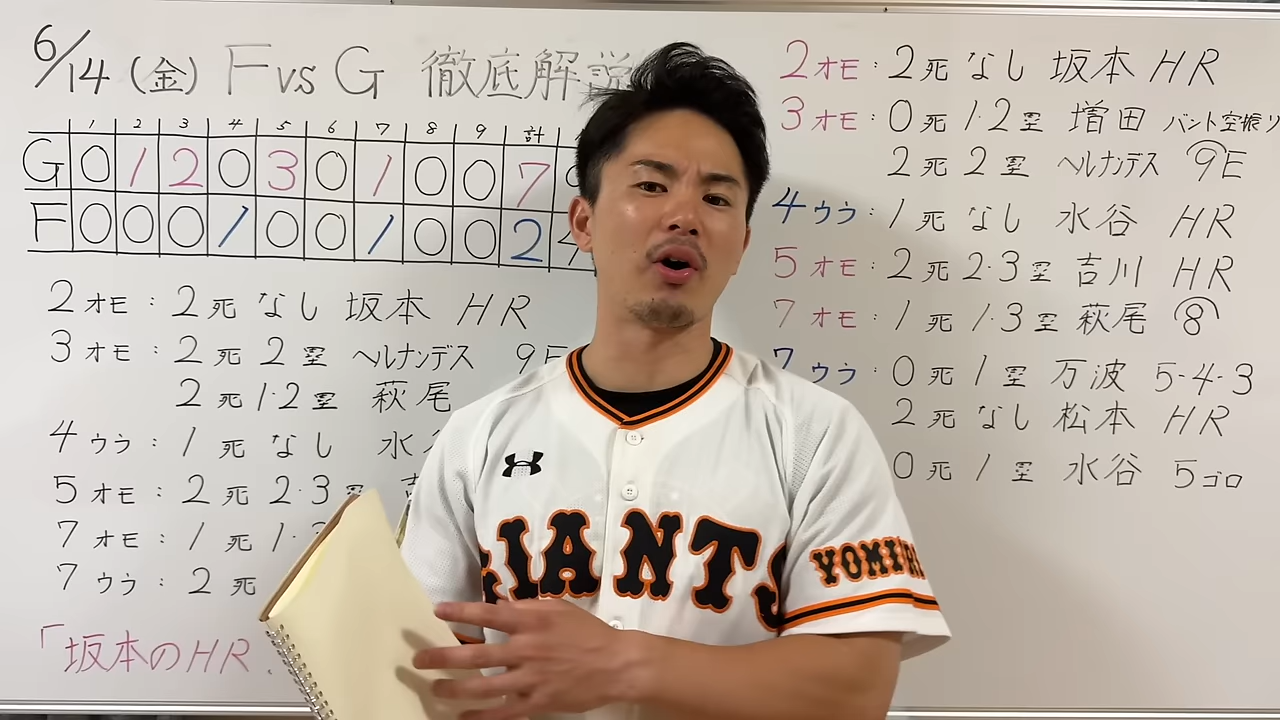 6/14 (金) F vs G 徹底解説
1 2 3 4 5 6 7 8 9 計
G 0 1 2 0 3 0 1 0 0 7
F 0 0 0 1 0 0 1 0 0 2
2オモ:2死なし 坂本 HR
3オモ:2死2塁 ヘルナンデス 9E
2死1·2塁 萩尾
4ウラ:1死なし 水谷
5オモ:2死2·3塁
7オモ:1死1·
7ウラ:2死
「坂本のHR
2オモ:2死なし 坂本 HR
3オモ:0死1·2塁 増田 バント空振り
2死2塁 ヘルナンデス 9E
4ウラ:1死なし 水谷 HR
5オモ:2死2·3塁 吉川 HR
7オモ:1死1·3塁 萩尾 8
7ウラ:0死1塁 万波 5-4-3
2死なし 松本 HR
0死1塁 水谷 5ゴロ
GIANTS
YOMIURI